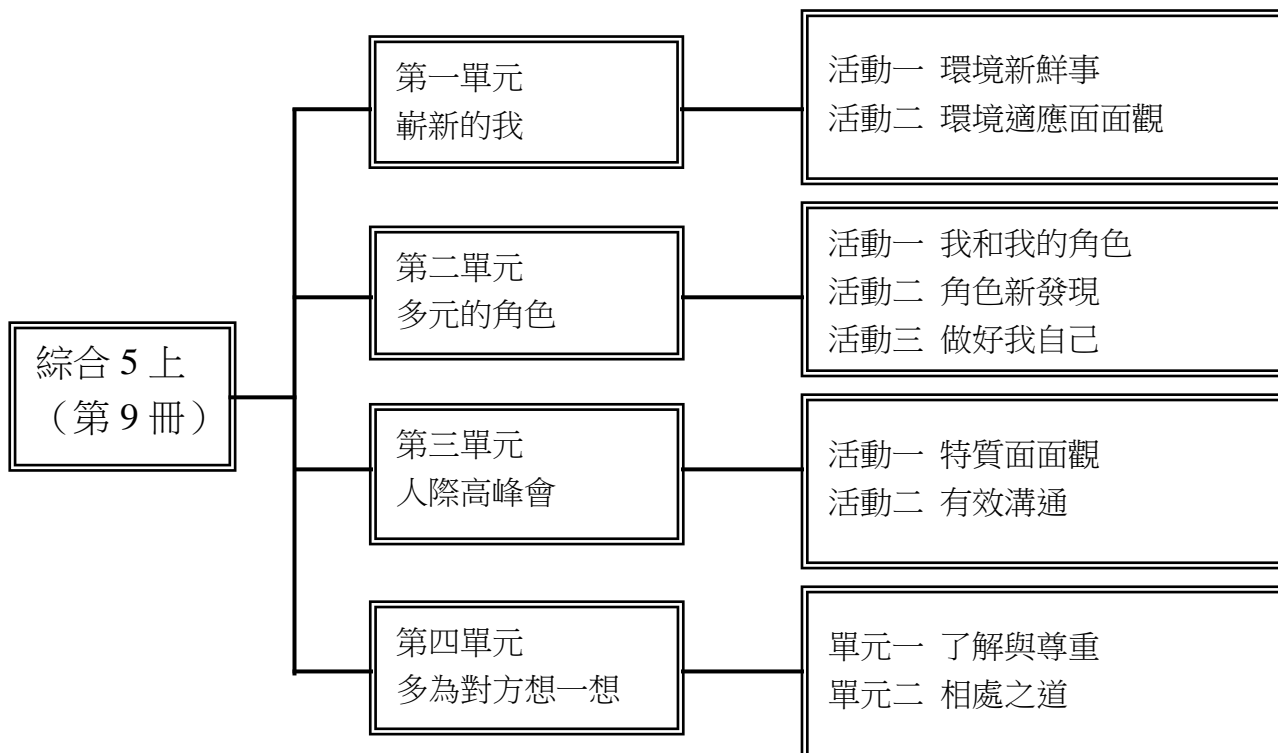 綜合 5 上
（第 9 冊）
第一單元
嶄新的我
活動一 環境新鮮事
活動二 環境適應面面觀
第二單元
多元的角色
活動一 我和我的角色
活動二 角色新發現
活動三 做好我自己
第三單元
人際高峰會
活動一 特質面面觀
活動二 有效溝通
第四單元
多為對方想一想
單元一 了解與尊重
單元二 相處之道